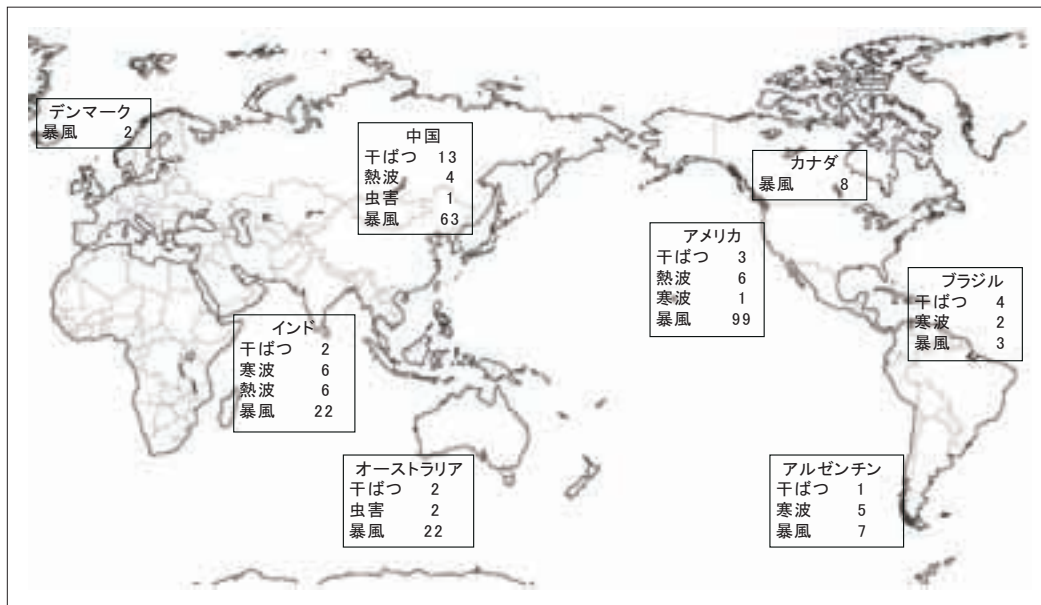 デンマーク
暴風 2
中国
干ばつ 13
熱波 4
虫害 1
暴風 63
カナダ
暴風 8
アメリカ
干ばつ 3
熱波 6
寒波 1
暴風 99
ブラジル
干ばつ 4
寒波 2
暴風 3
インド
干ばつ 2
寒波 6
熱波 6
暴風 22
オーストラリア
干ばつ 2
虫害 2
暴風 22
アルゼンチン
干ばつ 1
寒波 5
暴風 7